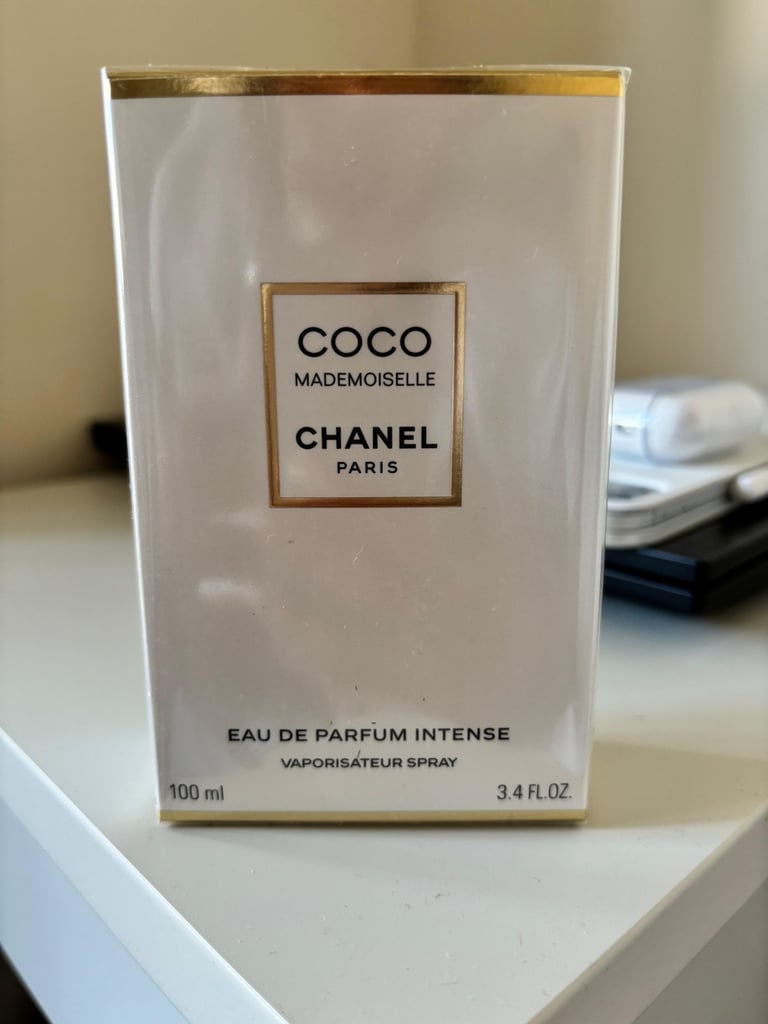 COCO
MADEMOISELLE
CHANEL
PARIS
EAU DE PARFUM INTENSE
VAPORISATEUR SPRAY
100 ml
3.4 FL.OZ.